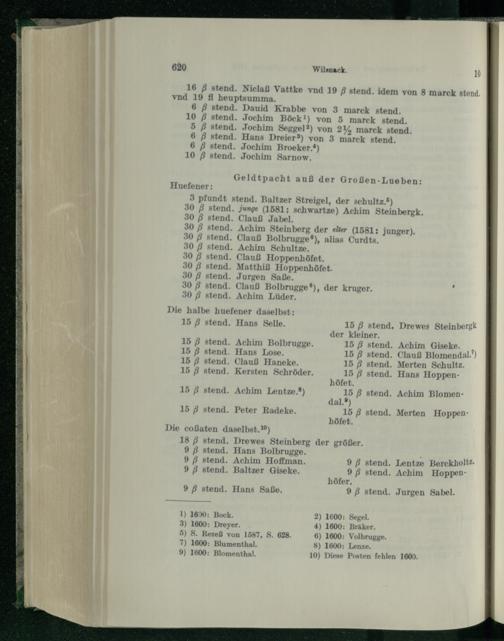 620 Wilsnack. 10
16 β stend. Niclaß Vattke vnd 19 β stend. idem von 8 marck stend.
vnd 19 fl heuptsumma.
6 β stend. Dauid Krabbe von 3 marck stend.
10 β stend. Jochim Böck¹) von 5 marck stend.
5 β stend. Jochim Seggel²) von 2½ marck stend.
6 β stend. Hans Dreier³) von 3 marck stend.
6 β stend. Jochim Broeker.⁴)
10 β stend. Jochim Sarnow.
Geldtpacht auß der Großen-Lueben:
Huefener:
3 pfundt stend. Baltzer Streigel, der schultz.⁵)
30 β stend. junge (1581: schwartze) Achim Steinbergk.
30 β stend. Clauß Jabel.
30 β stend. Achim Steinberg der elter (1581: junger).
30 β stend. Clauß Bolbrugge⁶), alias Curdts.
30 β stend. Achim Schultze.
30 β stend. Clauß Hoppenhöfet.
30 β stend. Matthiß Hoppenhöfet.
30 β stend. Jurgen Saße.
30 β stend. Clauß Bolbrugge⁶), der kruger.
30 β stend. Achim Lüder.
Die halbe huefener daselbst:
15 β stend. Hans Selle.
15 β stend. Achim Bolbrugge.
15 β stend. Hans Lose.
15 β stend. Clauß Haneke.
15 β stend. Kersten Schröder.
15 β stend. Achim Lentze.⁸)
15 β stend. Peter Radeke.
15 β stend. Drewes Steinbergk
der kleiner.
15 β stend. Achim Giseke.
15 β stend. Clauß Blomendal.⁷)
15 β stend. Merten Schultz.
15 β stend. Hans Hoppen-
höfet.
15 β stend. Achim Blomen-
dal.⁹)
15 β stend. Merten Hoppen-
höfet.
Die coßaten daselbst.¹⁰)
18 β stend. Drewes Steinberg der größer.
9 β stend. Hans Bolbrugge.
9 β stend. Achim Hoffman.
9 β stend. Baltzer Giseke.
9 β stend. Hans Saße.
9 β stend. Lentze Berckholtz.
9 β stend. Achim Hoppen-
höfer.
9 β stend. Jurgen Sabel.
1) 1600: Bock. 2) 1600: Segel.
3) 1600: Dreyer. 4) 1600: Bräker.
5) S. Rezeß von 1587, S. 628. 6) 1600: Volbrugge.
7) 1600: Blumenthal. 8) 1600: Lenze.
9) 1600: Blomenthal. 10) Diese Posten fehlen 1600.